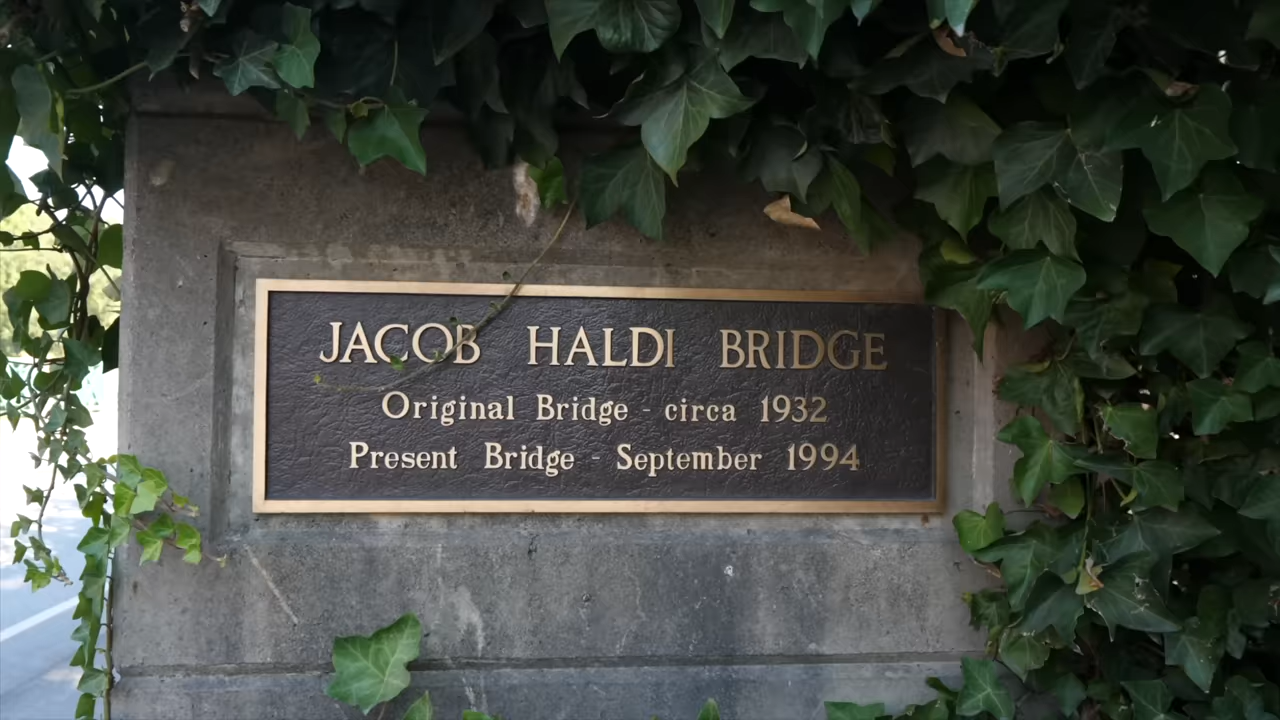 JACOB HALDI BRIDGE
Original Bridge - circa 1932
Present Bridge - September 1994